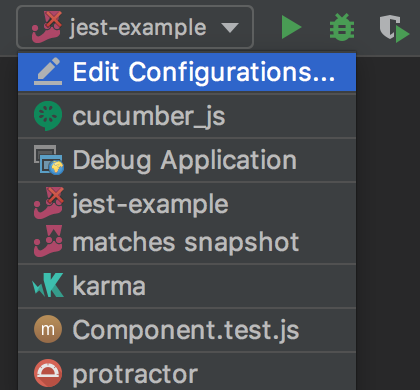 jest-example
Edit Configurations...
cucumber_js
Debug Application
jest-example
matches snapshot
karma
m Component.test.js
protractor